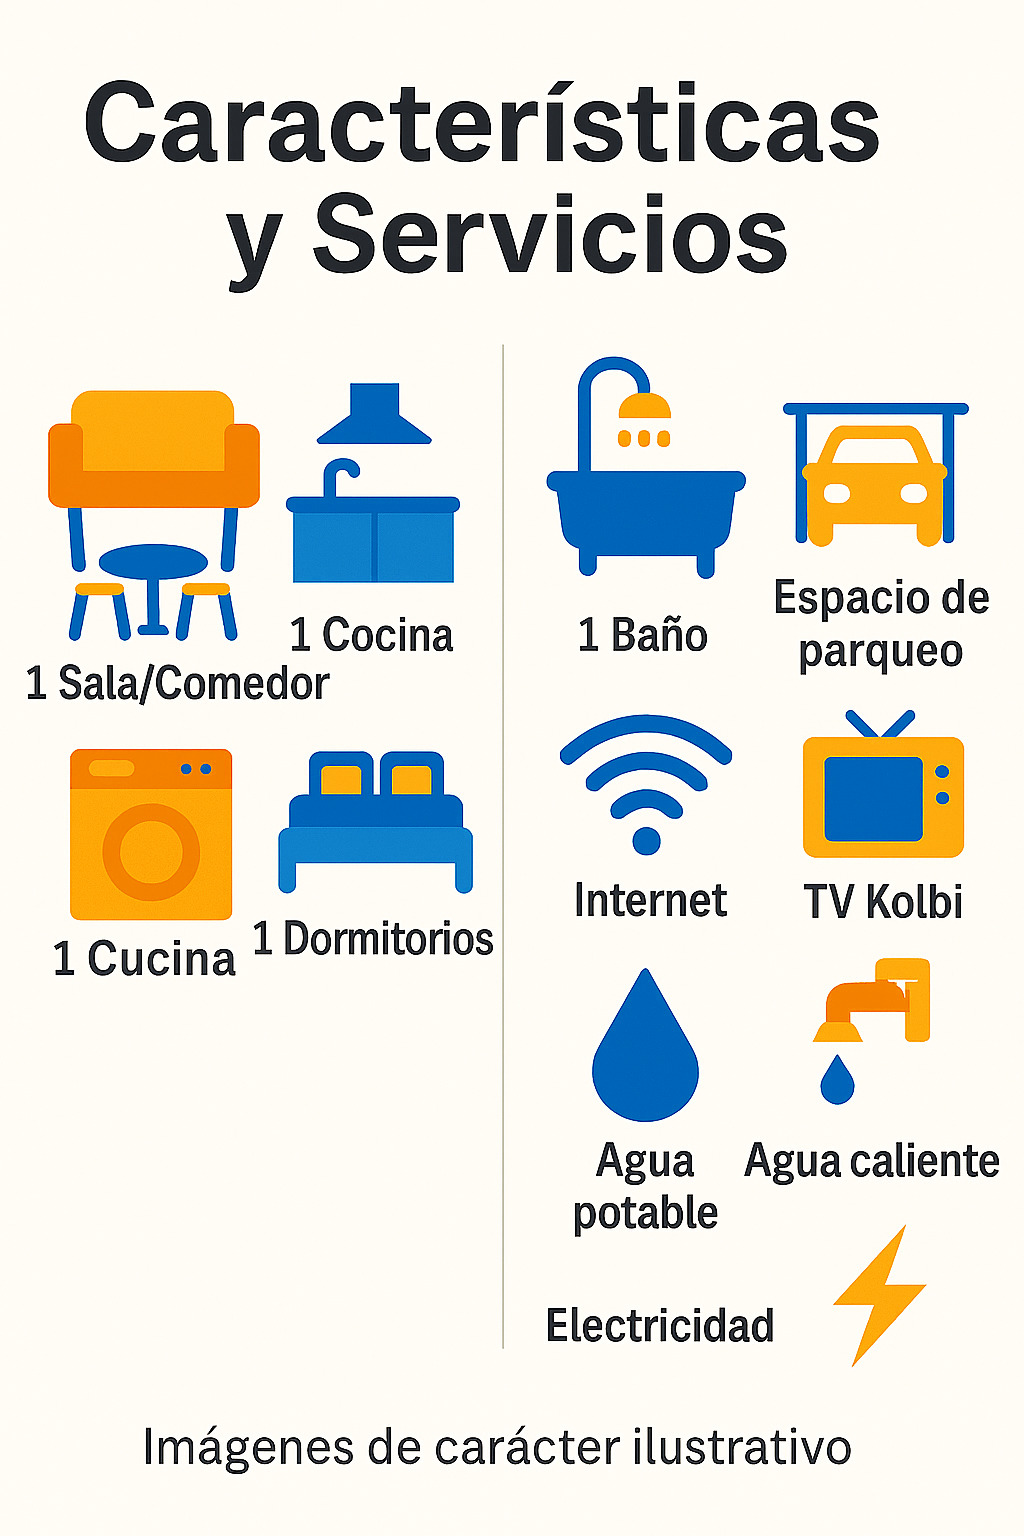 Características
y Servicios
1 Sala/Comedor
1 Cocina
1 Cucina
1 Dormitorios
1 Baño
Espacio de
parqueo
Internet
TV Kolbi
Agua
potable
Agua caliente
Electricidad
Imágenes de carácter ilustrativo